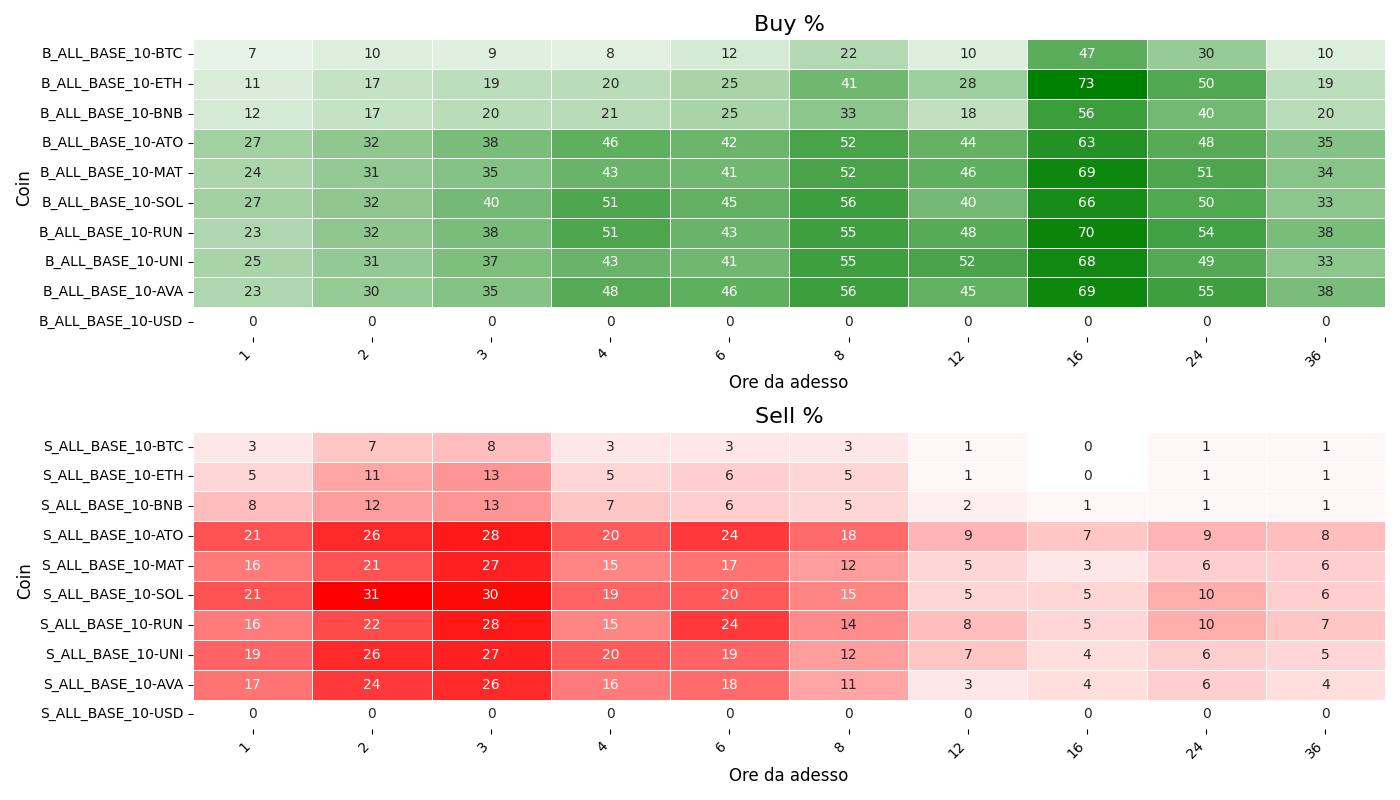 Buy %
Coin
B_ALL_BASE_10-BTC 7 10 9 8 12 22 10 47 30 10
B_ALL_BASE_10-ETH 11 17 19 20 25 41 28 73 50 19
B_ALL_BASE_10-BNB 12 17 20 21 25 33 18 56 40 20
B_ALL_BASE_10-ATO 27 32 38 46 42 52 44 63 48 35
B_ALL_BASE_10-MAT 24 31 35 43 41 52 46 69 51 34
B_ALL_BASE_10-SOL 27 32 40 51 45 56 40 66 50 33
B_ALL_BASE_10-RUN 23 32 38 51 43 55 48 70 54 38
B_ALL_BASE_10-UNI 25 31 37 43 41 55 52 68 49 33
B_ALL_BASE_10-AVA 23 30 35 48 46 56 45 69 55 38
B_ALL_BASE_10-USD 0 0 0 0 0 0 0 0 0 0
1 2 3 4 6 8 12 16 24 36
Ore da adesso
Sell %
Coin
S_ALL_BASE_10-BTC 3 7 8 3 3 3 1 0 1 1
S_ALL_BASE_10-ETH 5 11 13 5 6 5 1 0 1 1
S_ALL_BASE_10-BNB 8 12 13 7 6 5 2 1 1 1
S_ALL_BASE_10-ATO 21 26 28 20 24 18 9 7 9 8
S_ALL_BASE_10-MAT 16 21 27 15 17 12 5 3 6 6
S_ALL_BASE_10-SOL 21 31 30 19 20 15 5 5 10 6
S_ALL_BASE_10-RUN 16 22 28 15 24 14 8 5 10 7
S_ALL_BASE_10-UNI 19 26 27 20 19 12 7 4 6 5
S_ALL_BASE_10-AVA 17 24 26 16 18 11 3 4 6 4
S_ALL_BASE_10-USD 0 0 0 0 0 0 0 0 0 0
1 2 3 4 6 8 12 16 24 36
Ore da adesso